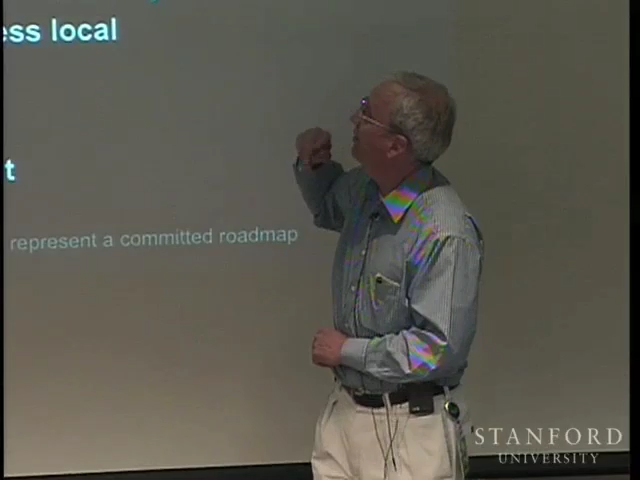 ess local
t
represent a committed roadmap
STANFORD
UNIVERSITY